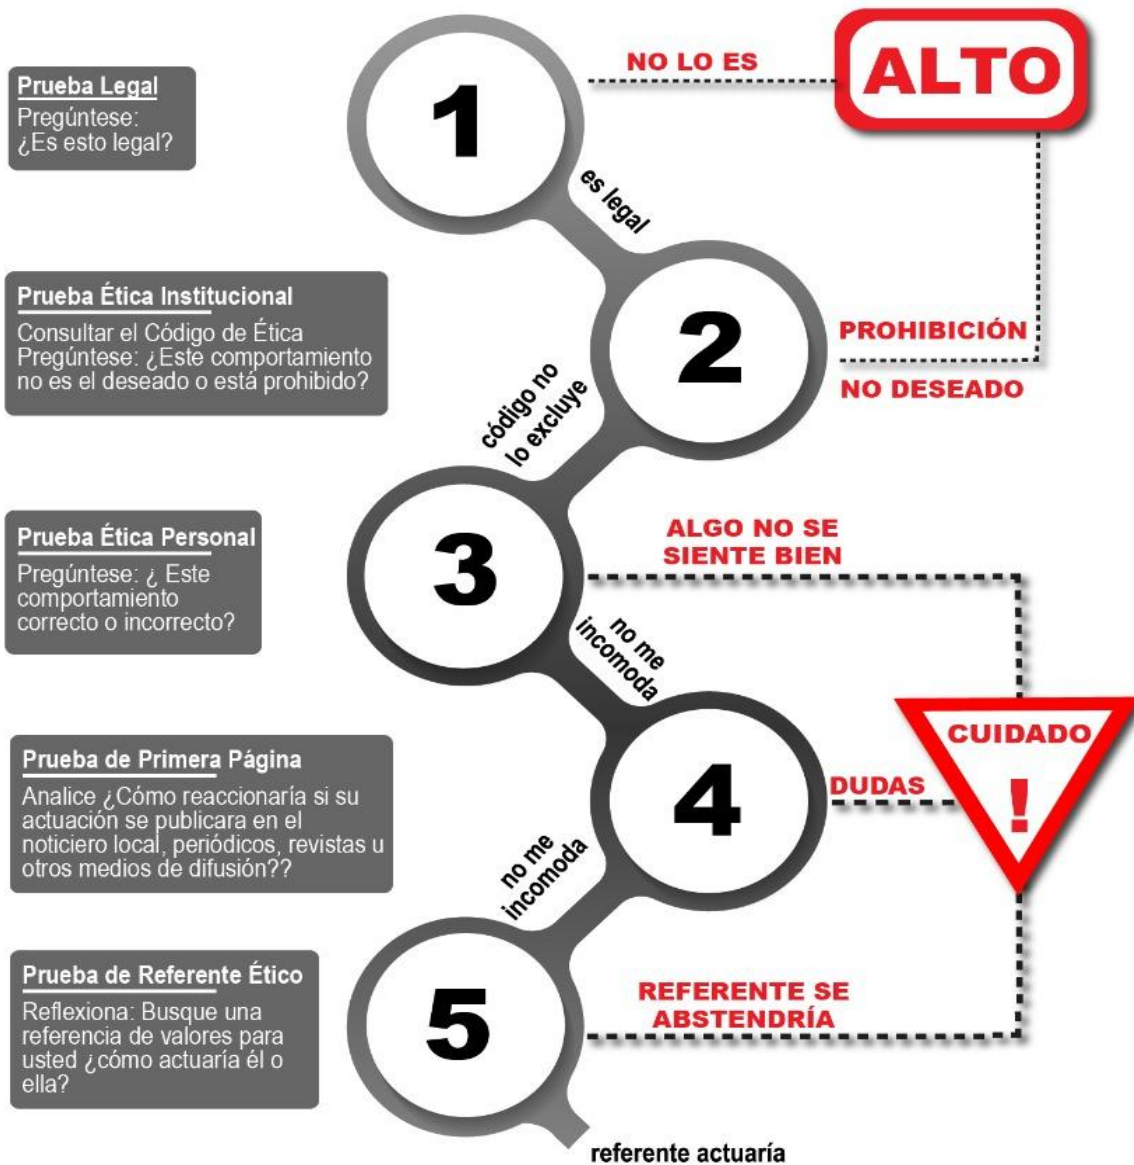 Prueba Legal
Pregúntese:
¿Es esto legal?
1
NO LO ES
ALTO
es legal
Prueba Ética Institucional
Consultar el Código de Ética
Pregúntese: ¿Este comportamiento
no es el deseado o está prohibido?
2
PROHIBICIÓN
NO DESEADO
código no
lo excluye
Prueba Ética Personal
Pregúntese: ¿ Este
comportamiento
correcto o incorrecto?
3
ALGO NO SE
SIENTE BIEN
no me
incomoda
Prueba de Primera Página
Analice ¿Cómo reaccionaría si su
actuación se publicara en el
noticiero local, periódicos, revistas u
otros medios de difusión??
4
DUDAS
CUIDADO
!
no me
incomoda
Prueba de Referente Ético
Reflexiona: Busque una
referencia de valores para
usted ¿cómo actuaría él o
ella?
5
REFERENTE SE
ABSTENDRÍA
referente actuaría